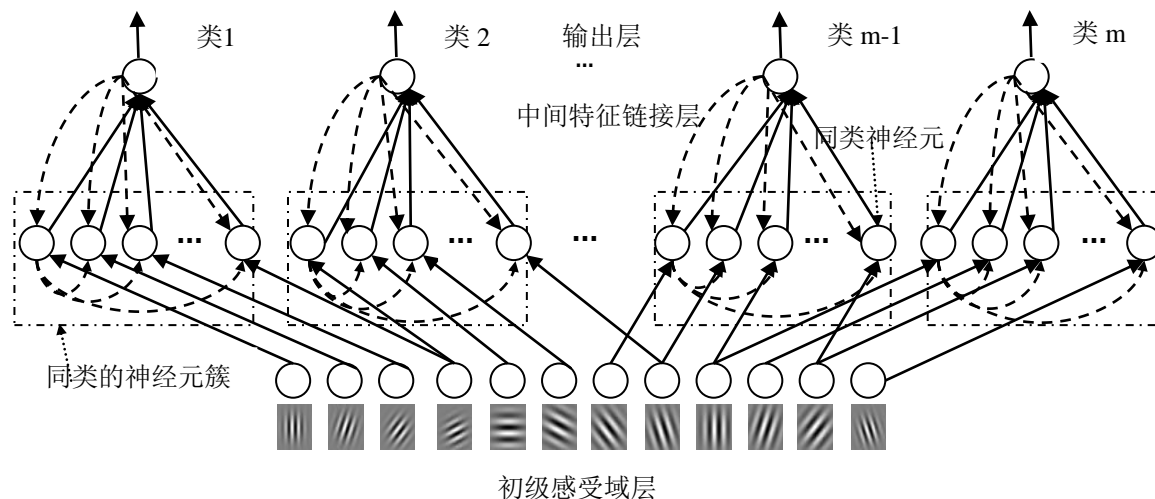 类1
类 2
输出层
...
类 m-1
类 m
中间特征链接层
同类神经元
...
...
...
...
...
同类的神经元簇
初级感受域层